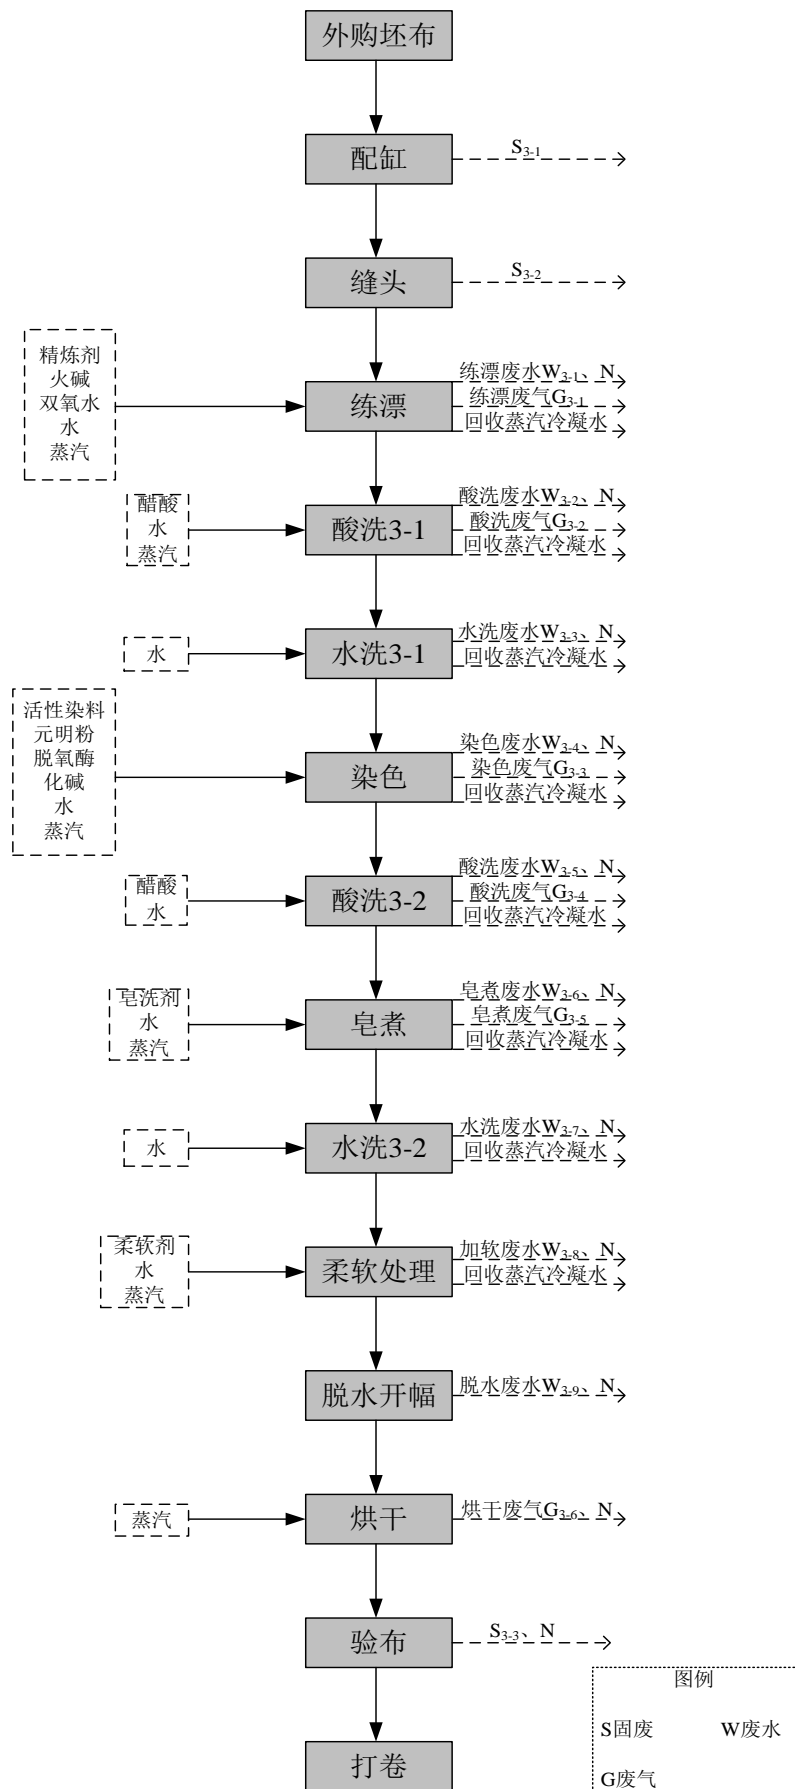 外购坯布
配缸
S3-1
缝头
S3-2
精炼剂
火碱
双氧水
水
蒸汽
练漂
练漂废水W3-1、N
练漂废气G3-1
回收蒸汽冷凝水
醋酸
水
蒸汽
酸洗3-1
酸洗废水W3-2、N
酸洗废气G3-2
回收蒸汽冷凝水
水
水洗3-1
水洗废水W3-3、N
回收蒸汽冷凝水
活性染料
元明粉
脱氧酶
化碱
水
蒸汽
染色
染色废水W3-4、N
染色废气G3-3
回收蒸汽冷凝水
醋酸
水
酸洗3-2
酸洗废水W3-5、N
酸洗废气G3-4
回收蒸汽冷凝水
皂洗剂
水
蒸汽
皂煮
皂煮废水W3-6、N
皂煮废气G3-5
回收蒸汽冷凝水
水
水洗3-2
水洗废水W3-7、N
回收蒸汽冷凝水
柔软剂
水
蒸汽
柔软处理
加软废水W3-8、N
回收蒸汽冷凝水
脱水开幅
脱水废水W3-9、N
蒸汽
烘干
烘干废气G3-6、N
验布
S3-3、N
打卷
图例
S固废 W废水
G废气